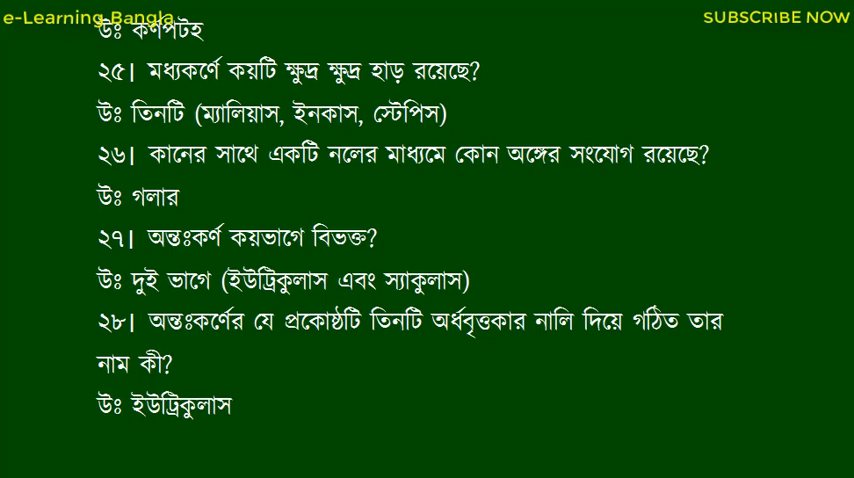 e-Learning Bangla
SUBSCRIBE NOW
উঃ কর্ণপটহ
২৫। মধ্যকর্ণে কয়টি ক্ষুদ্র ক্ষুদ্র হাড় রয়েছে?
উঃ তিনটি (ম্যালিয়াস, ইনকাস, স্টেপিস)
২৬। কানের সাথে একটি নলের মাধ্যমে কোন অঙ্গের সংযোগ রয়েছে?
উঃ গলার
২৭। অন্তঃকর্ণ কয়ভাগে বিভক্ত?
উঃ দুই ভাগে (ইউট্রিকুলাস এবং স্যাকুলাস)
২৮। অন্তঃকর্ণের যে প্রকোষ্ঠটি তিনটি অর্ধবৃত্তকার নালি দিয়ে গঠিত তার
নাম কী?
উঃ ইউট্রিকুলাস